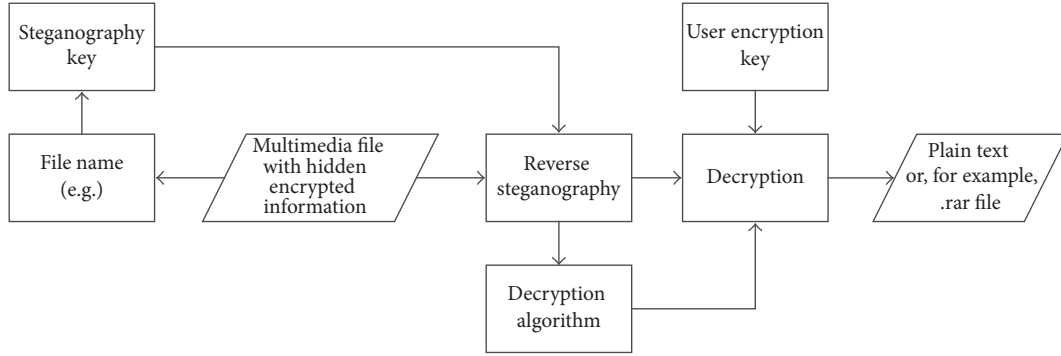 Steganography
key
User encryption
key
File name
(e.g.)
Multimedia file
with hidden
encrypted
information
Reverse
steganography
Decryption
Plain text
or, for example,
.rar file
Decryption
algorithm